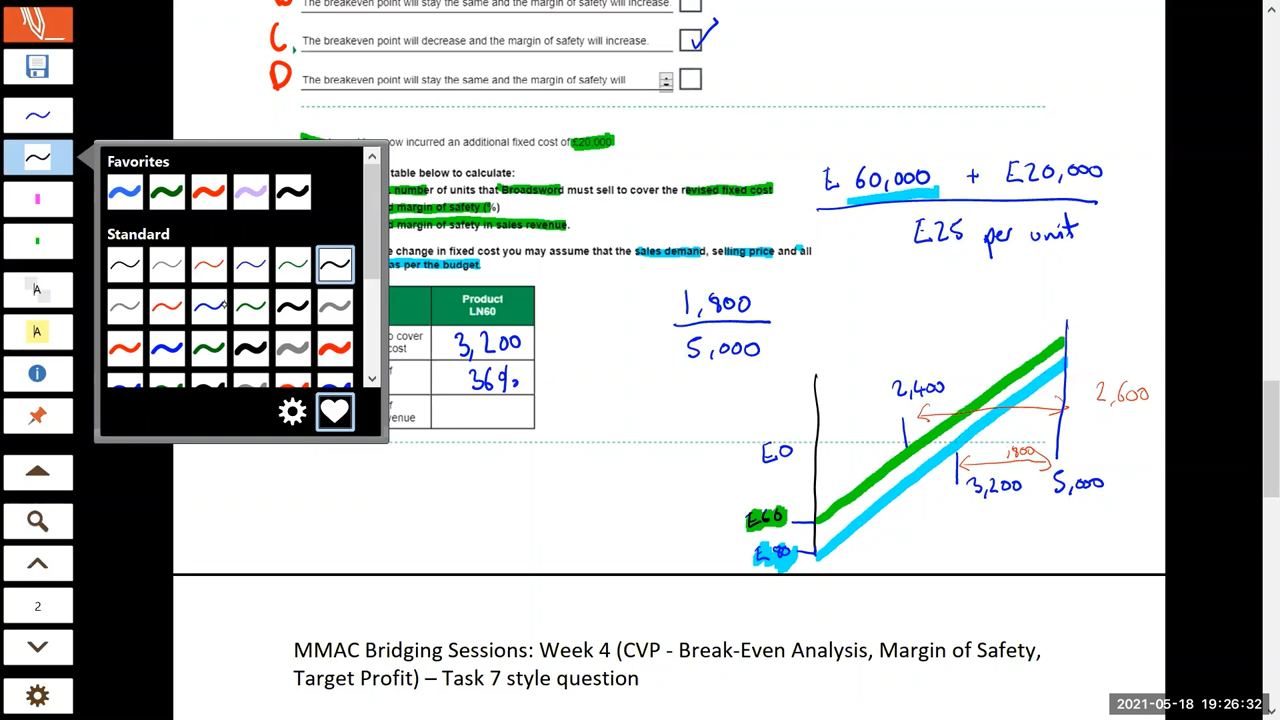 The breakeven point will stay the same and the margin of safety will increase.
C, The breakeven point will decrease and the margin of safety will increase.
D The breakeven point will stay the same and the margin of safety will
ow incurred an additional fixed cost of £20,000.
table below to calculate:
number of units that Broadsword must sell to cover the revised fixed cost
d margin of safety (%)
d margin of safety in sales revenue.
e change in fixed cost you may assume that the sales demand, selling price and all
as per the budget.
£ 60,000 + £20,000
£25 per unit
Product
LN60
to cover
cost
3,200
of
36%
of
venue
1,800
5,000
2,400
2,600
£0
,800
3,200
5,000
£60
£80
Favorites
Standard
A
A
2
MMAC Bridging Sessions: Week 4 (CVP - Break-Even Analysis, Margin of Safety,
Target Profit) – Task 7 style question
2021-05-18 19:26:32